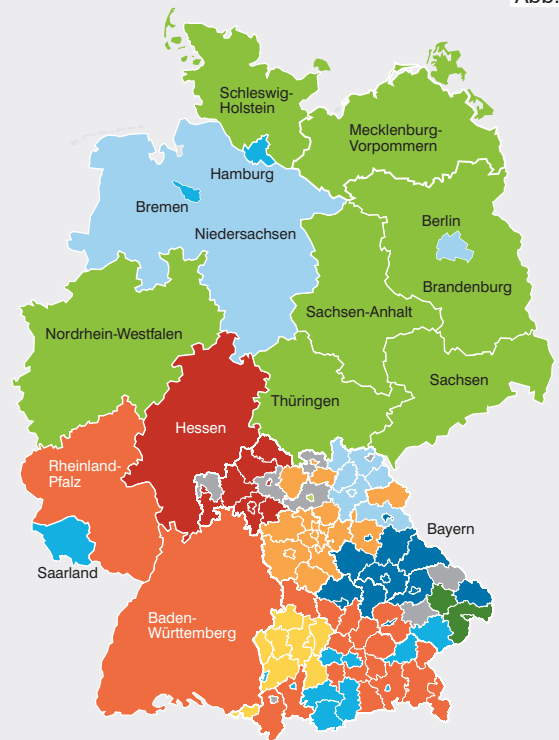 Abb.
Schleswig-
Holstein
Mecklenburg-
Vorpommern
Hamburg
Bremen
Niedersachsen
Berlin
Brandenburg
Sachsen-Anhalt
Nordrhein-Westfalen
Sachsen
Thüringen
Hessen
Rheinland-
Pfalz
Bayern
Saarland
Baden-
Württemberg